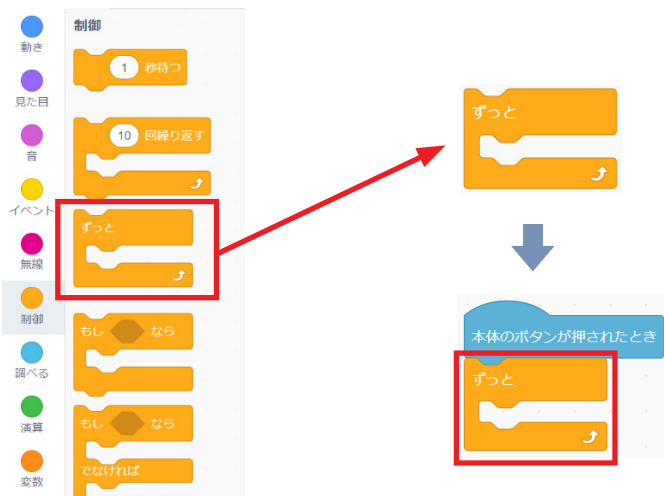 動き
見た目
音
イベント
無線
制御
調べる
演算
変数
制御
1 秒待つ
10 回繰り返す
ずっと
もし なら
もし なら
でなければ
ずっと
本体のボタンが押されたとき
ずっと